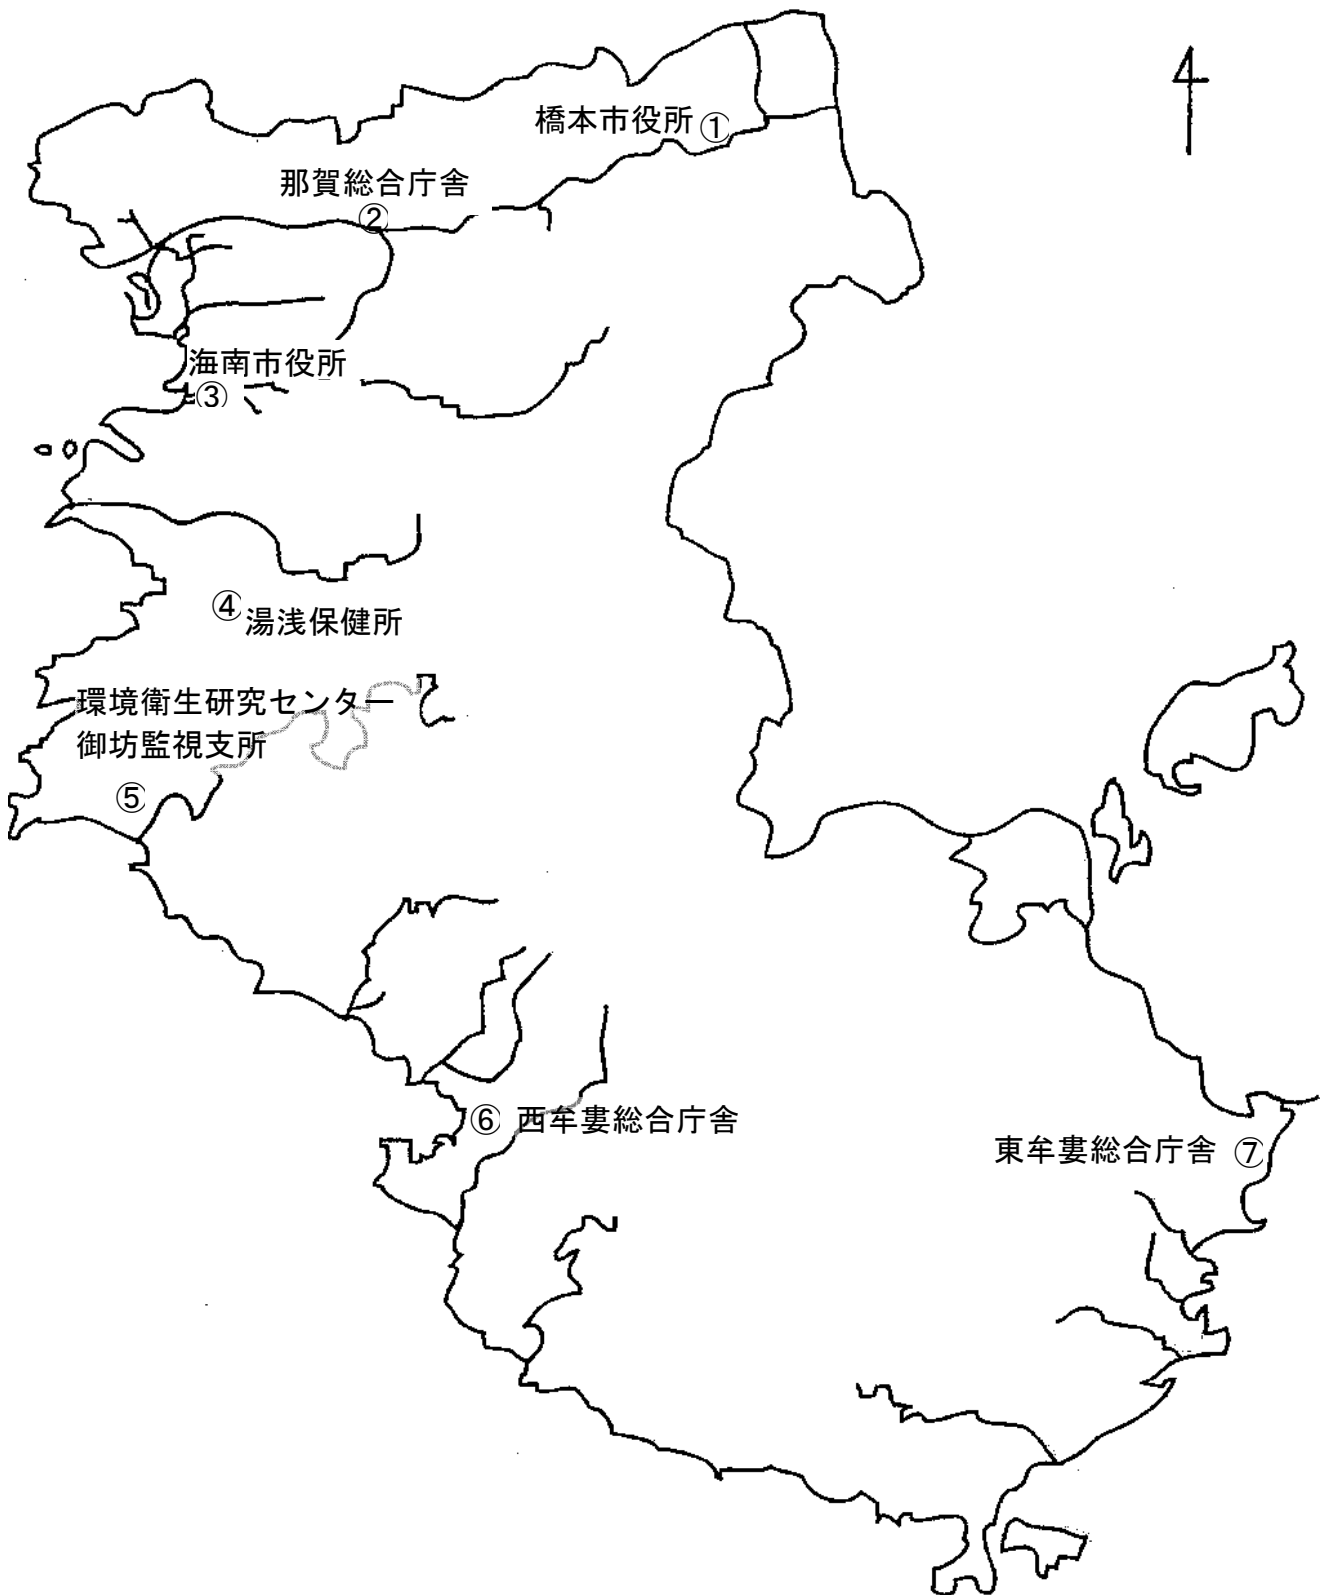 橋本市役所 ①
那賀総合庁舎
②
海南市役所
③
④ 湯浅保健所
環境衛生研究センター
御坊監視支所
⑤
⑥ 西牟婁総合庁舎
東牟婁総合庁舎 ⑦